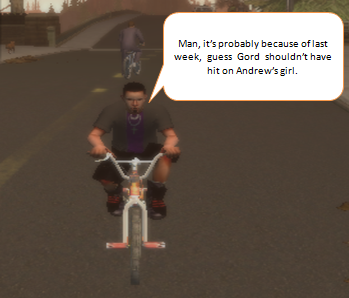 Man, it's probably because of last
week, guess Gord shouldn't have
hit on Andrew's girl.